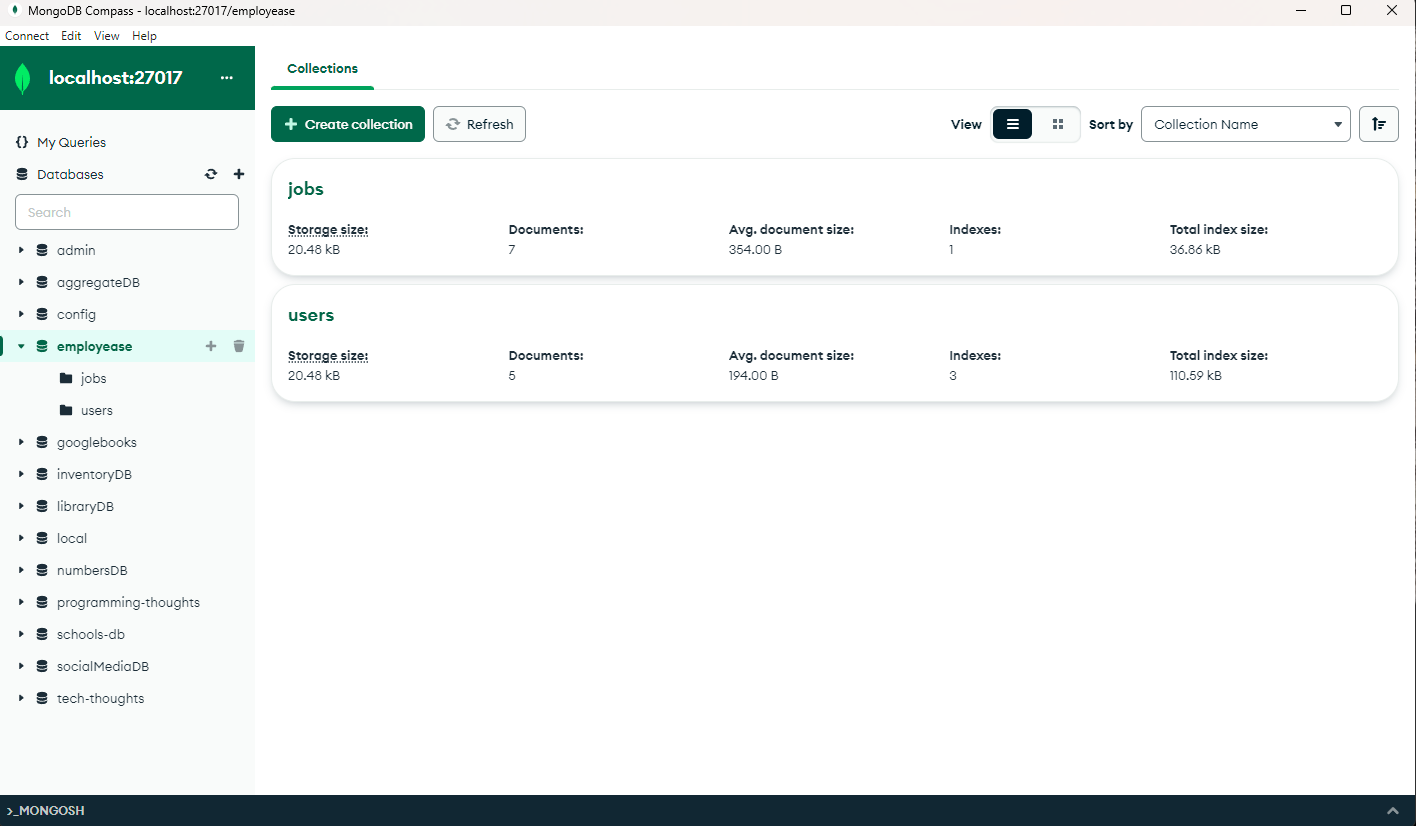 MongoDB Compass - localhost:27017/employease
Connect Edit View Help
localhost:27017 ...
{} My Queries
Databases
Search
admin
aggregateDB
config
employease
jobs
users
googlebooks
inventoryDB
libraryDB
local
numbersDB
programming-thoughts
schools-db
socialMediaDB
tech-thoughts
Collections
+ Create collection Refresh View Sort by Collection Name
jobs
Storage size: Documents: Avg. document size: Indexes: Total index size:
20.48 kB 7 354.00 B 1 36.86 kB
users
Storage size: Documents: Avg. document size: Indexes: Total index size:
20.48 kB 5 194.00 B 3 110.59 kB
>_MONGOSH